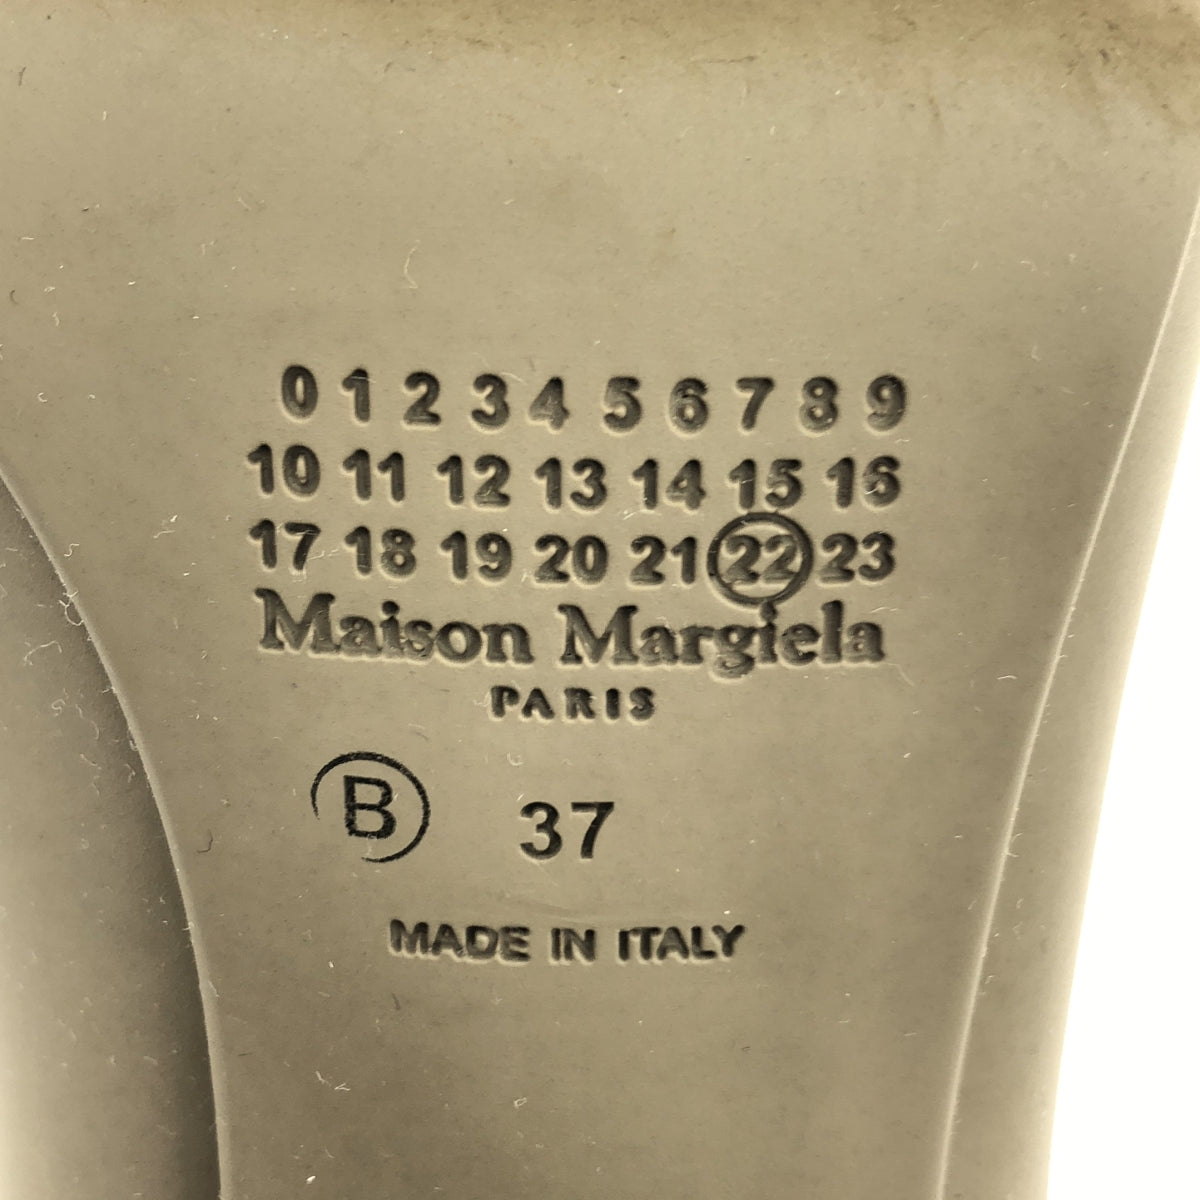 0 1 2 3 4 5 6 7 8 9
10 11 12 13 14 15 16
17 18 19 20 21 22 23
Maison Margiela
PARIS
B 37
MADE IN ITALY